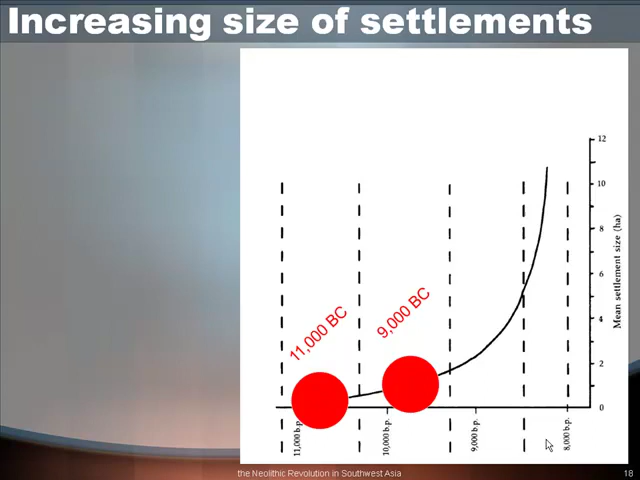 Increasing size of settlements
12
10
8
6
4
2
0
Mean settlement size (ha)
11,000 BC
9,000 BC
11,000 b.p.
10,000 b.p.
9,000 b.p.
8,000 b.p.
the Neolithic Revolution in Southwest Asia
18